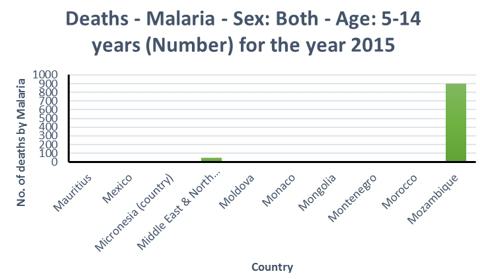 Deaths - Malaria - Sex: Both - Age: 5-14
years (Number) for the year 2015
No. of deaths by Malaria
1000
900
800
700
600
500
400
300
200
100
0
Mauritius
Mexico
Micronesia (country)
Middle East & North...
Moldova
Monaco
Mongolia
Montenegro
Morocco
Mozambique
Country